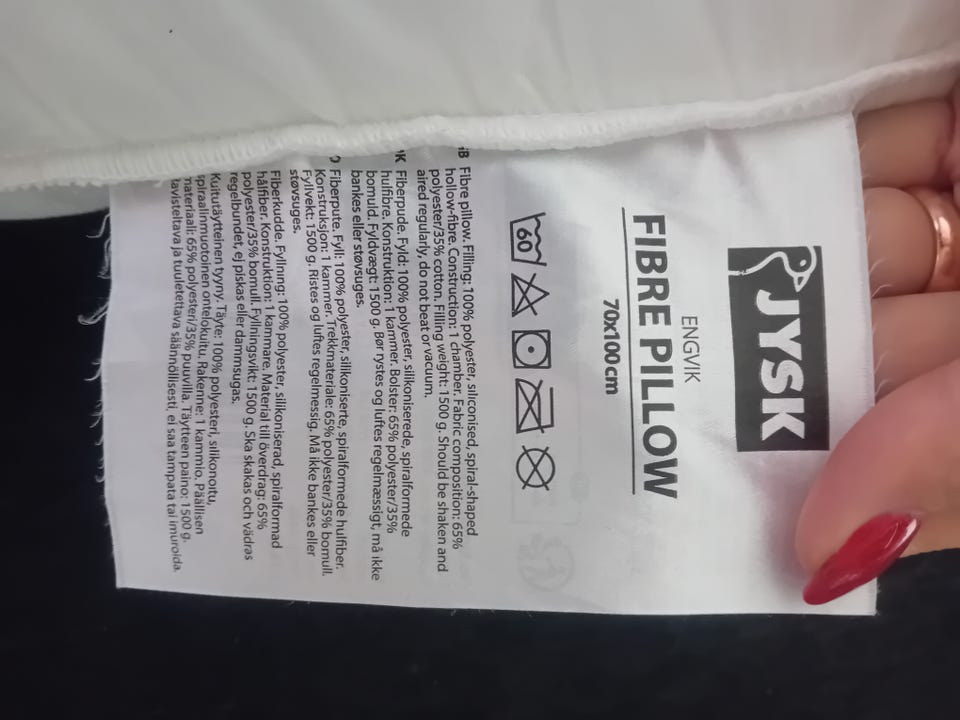 JYSK
ENGVIK
FIBRE PILLOW
70x100cm
60
Fibre pillow. Filling: 100% polyester, siliconised, spiral-shaped
hollow-fibre. Construction: 1 chamber. Fabric composition: 65%
polyester/35% cotton. Filling weight: 1500 g. Should be shaken and
aired regularly, do not beat or vacuum.
Fiberpude. Fyld: 100% polyester, silikoniserede, spiralformede
hulfibre. Konstruktion: 1 kammer. Bolster: 65% polyester/35%
bomuld. Fyldvægt: 1500 g. Bør rystes og luftes regelmæssigt, må ikke
bankes eller støvsuges.
Fiberpute. Fyll: 100% polyester, silikoniserte, spiralformede hulfiber.
Konstruksjon: 1 kammer. Trekkmateriale: 65% polyester/35% bomull.
Fyllvekt: 1500 g. Ristes og luftes regelmessig. Må ikke bankes eller
støvsuges.
Fiberkudde. Fyllning: 100% polyester, silikoniserad, spiralformad
hålfiber. Konstruktion: 1 kammare. Material till överdrag: 65%
polyester/35% bomull. Fyllningsvikt: 1500 g. Ska skakas och vädras
regelbundet, ej piskas eller dammsugas.
Kuitutäytteinen tyyny. Täyte: 100% polyesteri, silikonoitu,
spiraalinmuotoinen ontelokuitu. Rakenne: 1 kammio. Päällisen
materiaali: 65% polyesteri/35% puuvilla. Täytteen paino: 1500 g.
ravisteltava ja tuuletettava säännöllisesti, ei saa tampata tai imuroida.